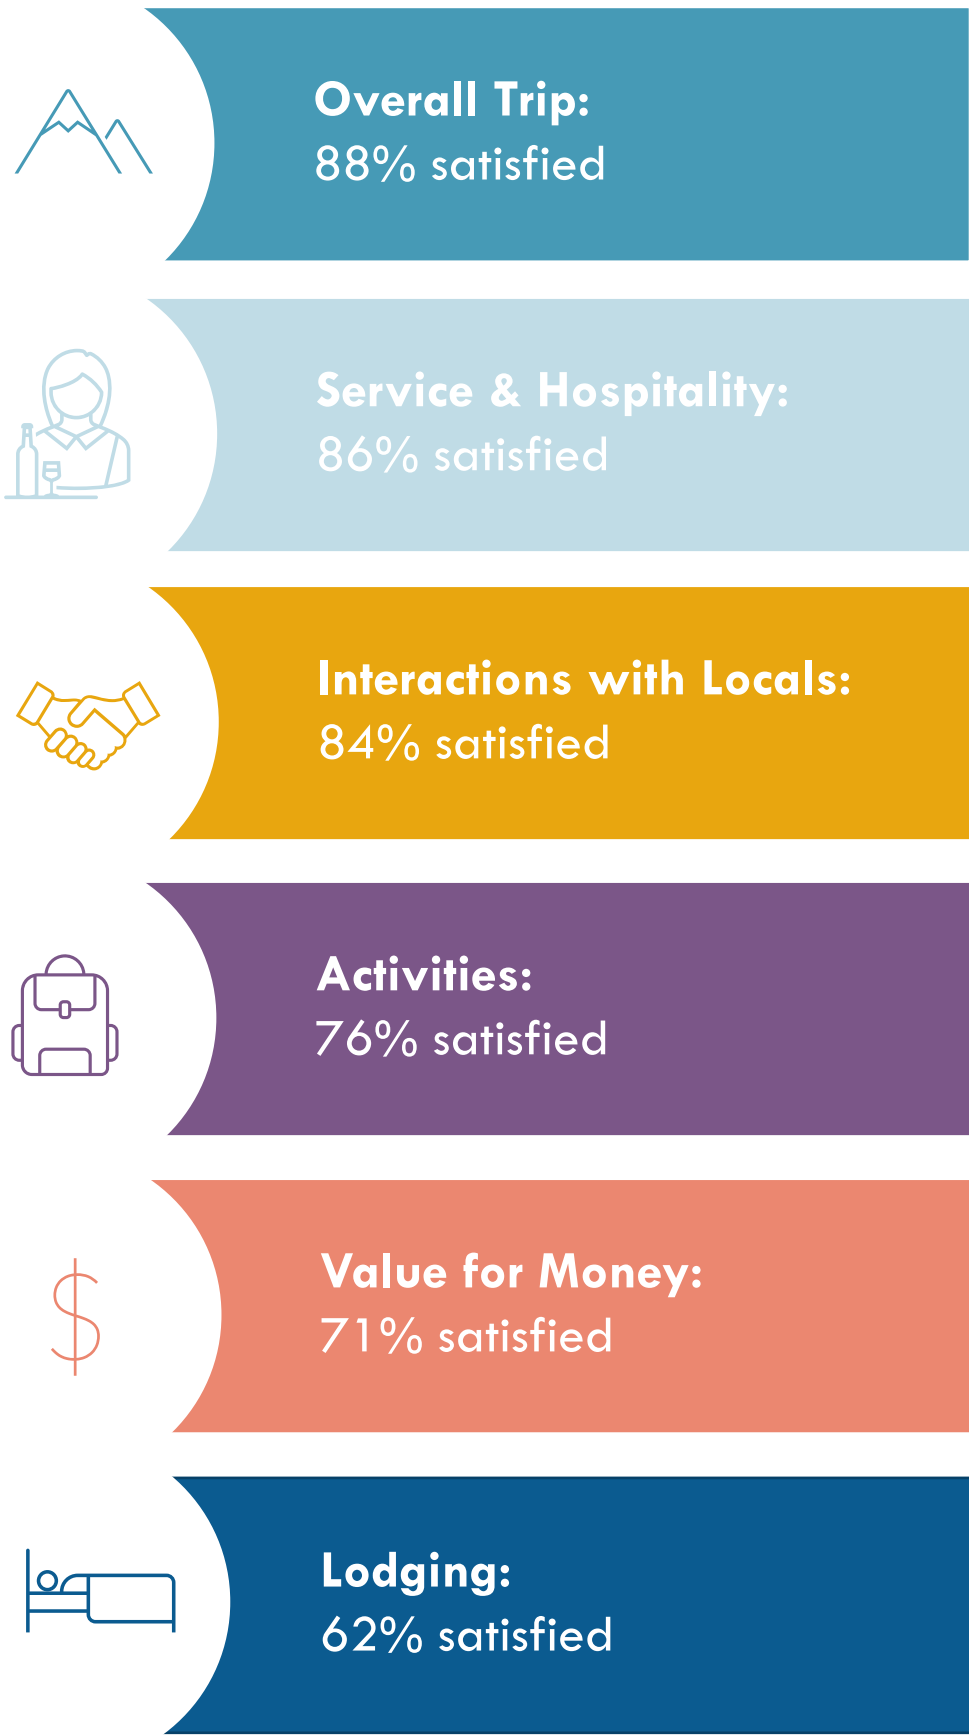 Overall Trip:
88% satisfied
Service & Hospitality:
86% satisfied
Interactions with Locals:
84% satisfied
Activities:
76% satisfied
Value for Money:
71% satisfied
Lodging:
62% satisfied